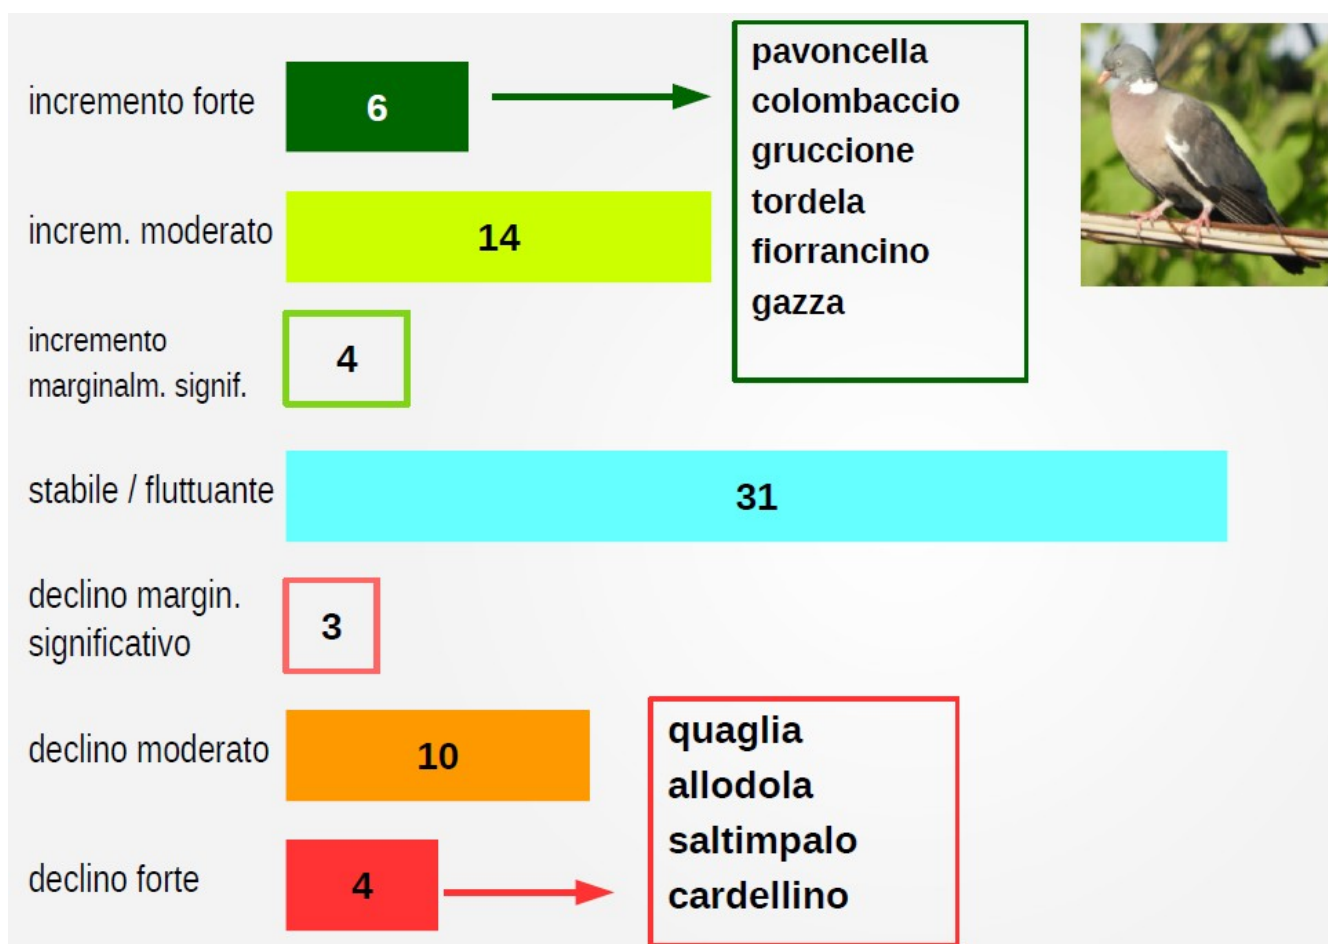 incremento forte
6
pavoncella
colombaccio
gruccione
tordela
fiorrancino
gazza
increm. moderato
14
incremento
marginalm. signif.
4
stabile / fluttuante
31
declino margin.
significativo
3
declino moderato
10
declino forte
4
quaglia
allodola
saltimpalo
cardellino